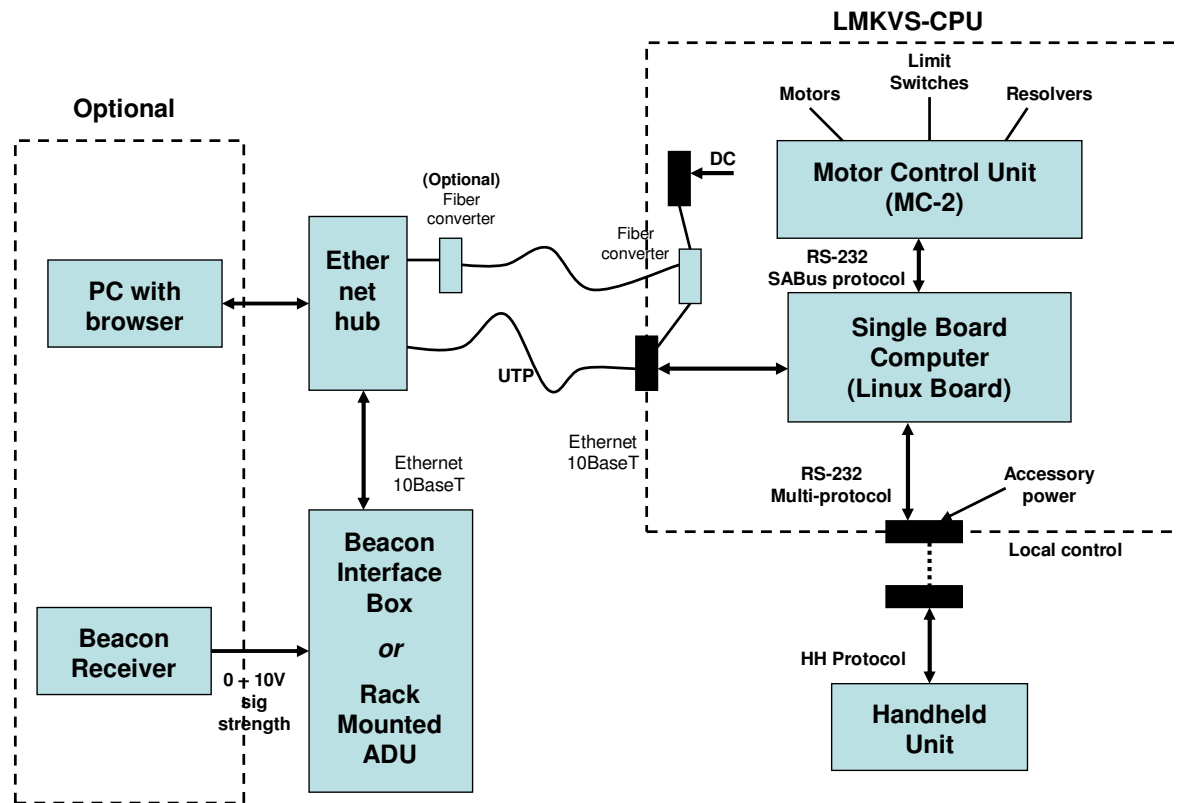 LMKVS-CPU
Optional
Motors
Limit
Switches
Resolvers
DC
Motor Control Unit
(MC-2)
(Optional)
Fiber
converter
Fiber
converter
RS-232
SABus protocol
PC with
browser
Ether
net
hub
Single Board
Computer
(Linux Board)
UTP
Ethernet
10BaseT
Ethernet
10BaseT
RS-232
Multi-protocol
Accessory
power
Local control
Beacon
Interface
Box
or
Rack
Mounted
ADU
Beacon
Receiver
0 – 10V
sig
strength
HH Protocol
Handheld
Unit